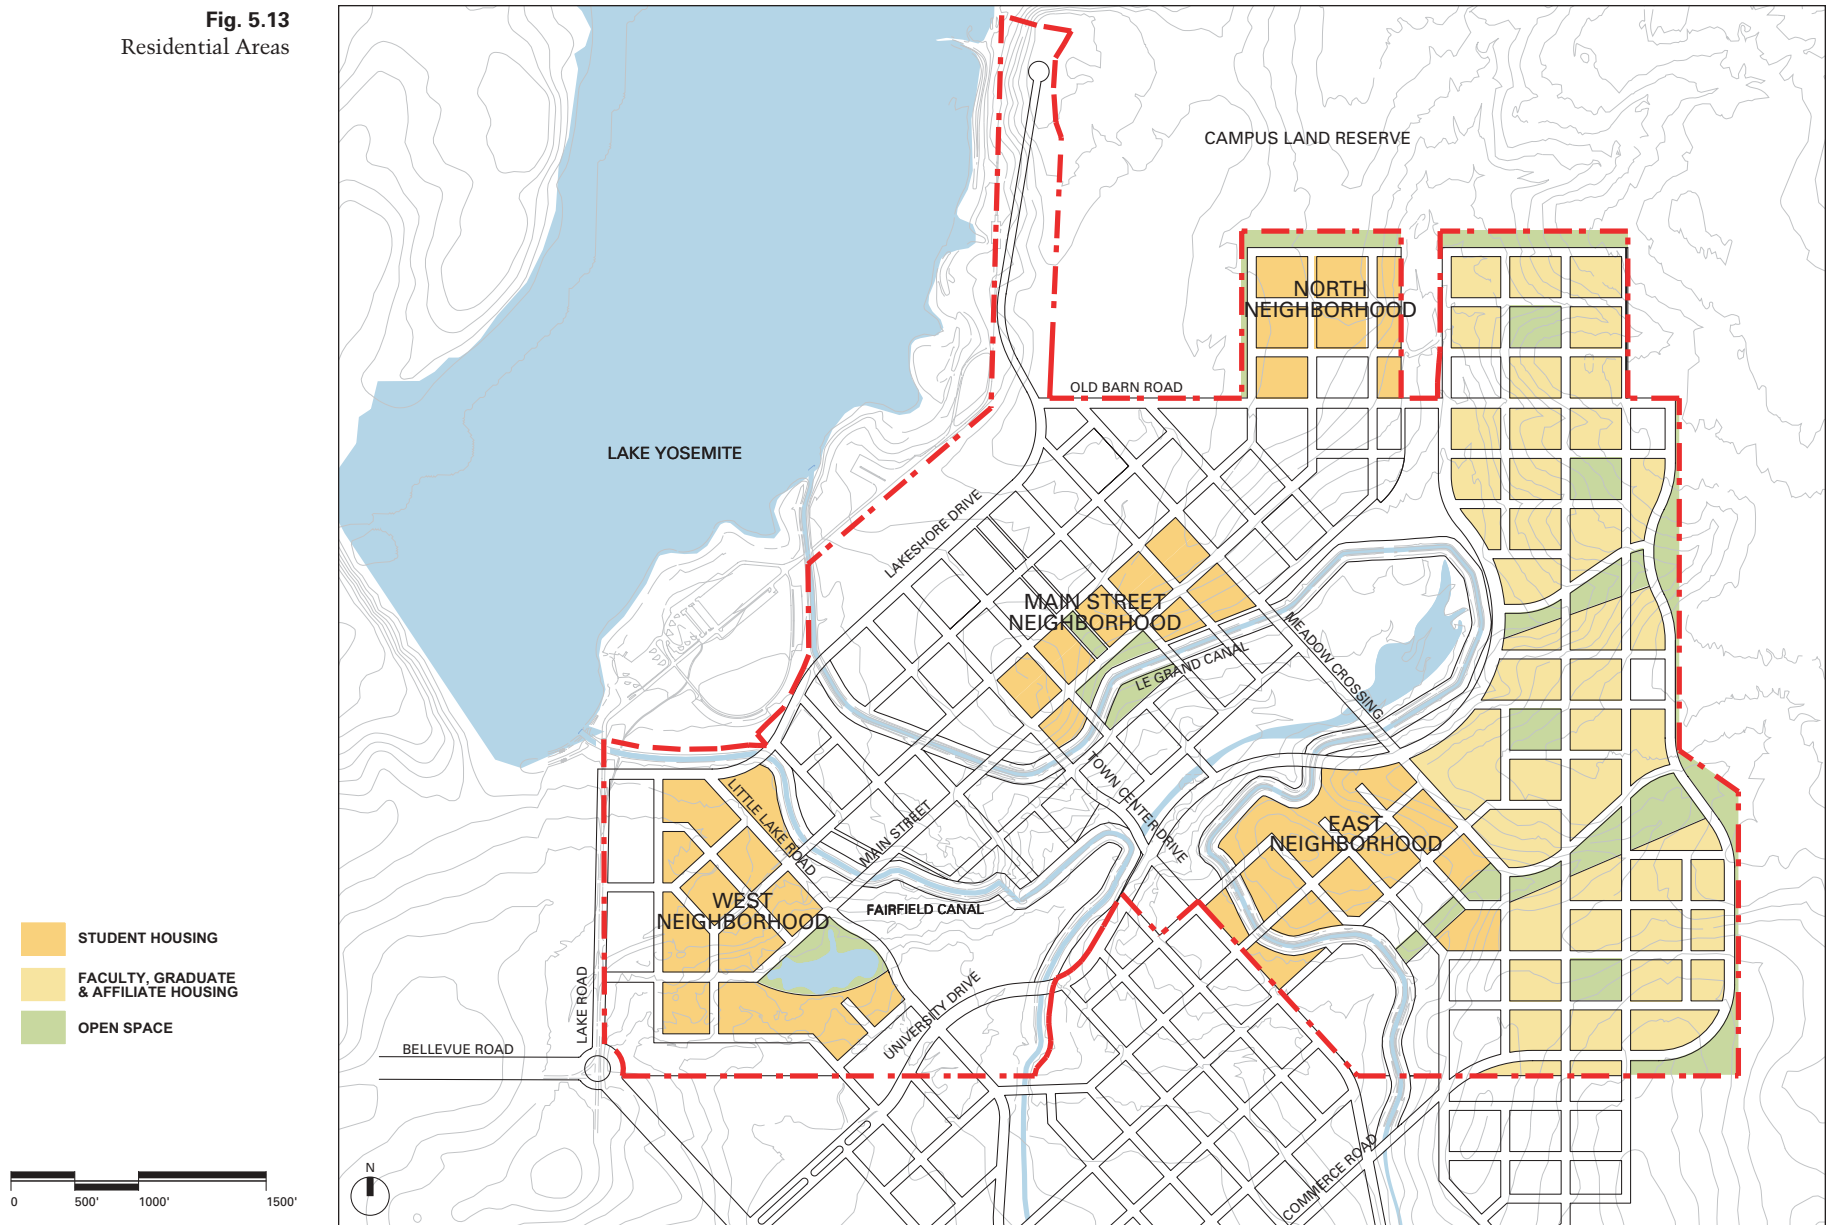 Fig. 5.13
Residential Areas
CAMPUS LAND RESERVE
NORTH
NEIGHBORHOOD
OLD BARN ROAD
LAKE YOSEMITE
LAKESHORE DRIVE
MAIN STREET
NEIGHBORHOOD
LE GRAND CANAL
MEADOW CROSSING
TOWN CENTER DRIVE
LITTLE LAKE ROAD
MAIN STREET
EAST
NEIGHBORHOOD
WEST
NEIGHBORHOOD
FAIRFIELD CANAL
UNIVERSITY DRIVE
LAKE ROAD
BELLEVUE ROAD
COMMERCE ROAD
STUDENT HOUSING
FACULTY, GRADUATE
& AFFILIATE HOUSING
OPEN SPACE
0 500' 1000' 1500'
N